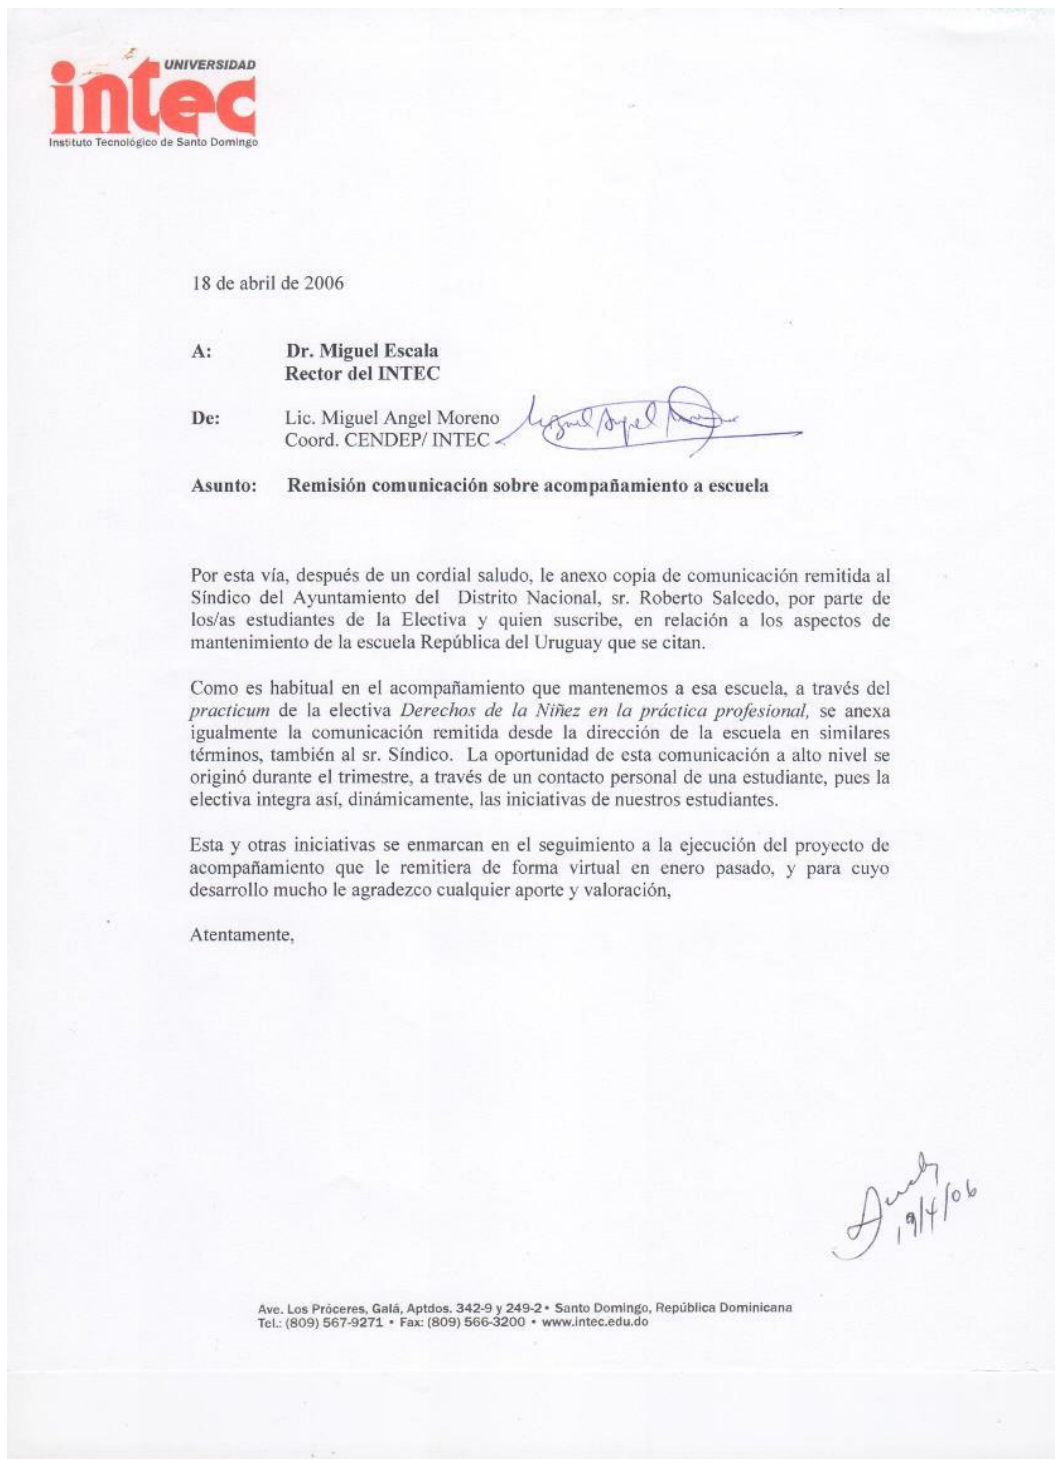 UNIVERSIDAD
intec
Instituto Tecnológico de Santo Domingo
18 de abril de 2006
A: Dr. Miguel Escala
Rector del INTEC
De: Lic. Miguel Angel Moreno
Coord. CENDEP/ INTEC
Miguel Angel
Asunto: Remisión comunicación sobre acompañamiento a escuela
Por esta vía, después de un cordial saludo, le anexo copia de comunicación remitida al
Síndico del Ayuntamiento del Distrito Nacional, sr. Roberto Salcedo, por parte de
los/as estudiantes de la Electiva y quien suscribe, en relación a los aspectos de
mantenimiento de la escuela República del Uruguay que se citan.
Como es habitual en el acompañamiento que mantenemos a esa escuela, a través del
practicum de la electiva Derechos de la Niñez en la práctica profesional, se anexa
igualmente la comunicación remitida desde la dirección de la escuela en similares
términos, también al sr. Síndico. La oportunidad de esta comunicación a alto nivel se
originó durante el trimestre, a través de un contacto personal de una estudiante, pues la
electiva integra así, dinámicamente, las iniciativas de nuestros estudiantes.
Esta y otras iniciativas se enmarcan en el seguimiento a la ejecución del proyecto de
acompañamiento que le remitiera de forma virtual en enero pasado, y para cuyo
desarrollo mucho le agradezco cualquier aporte y valoración,
Atentamente,
19/4/06
Ave. Los Próceres, Galá, Aptdos. 342-9 y 249-2 • Santo Domingo, República Dominicana
Tel.: (809) 567-9271 • Fax: (809) 566-3200 • www.intec.edu.do